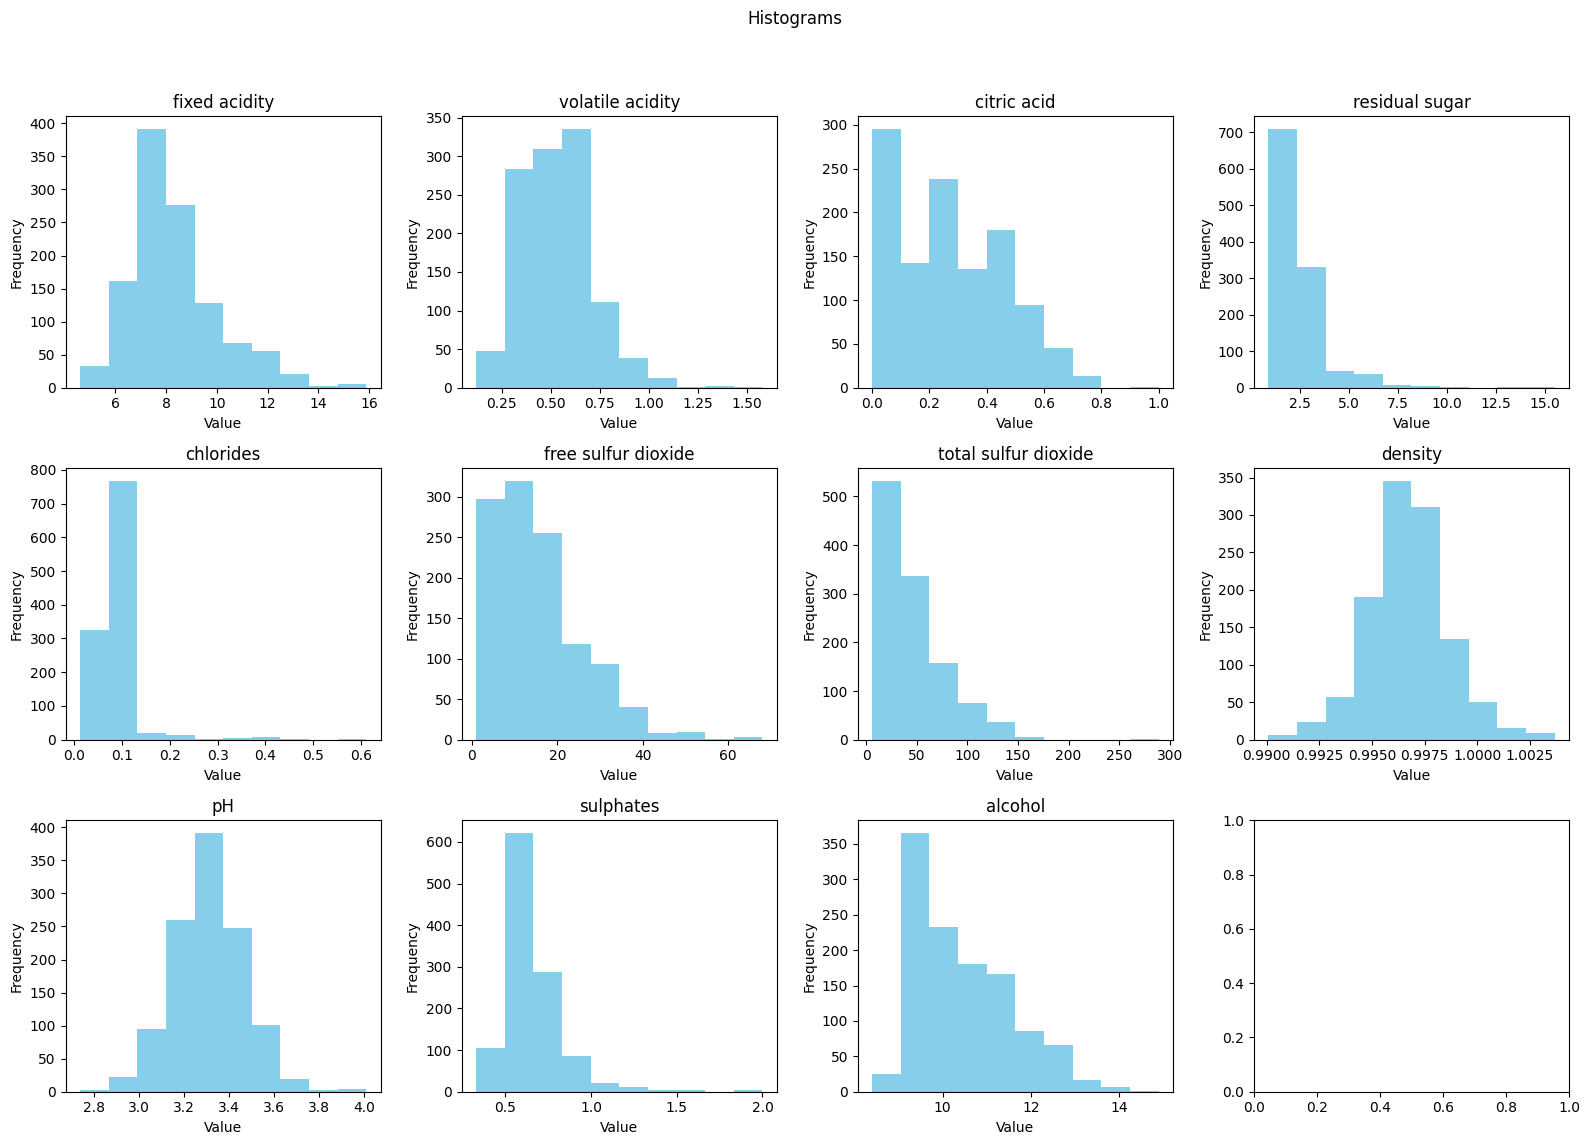 Histograms
fixed acidity
volatile acidity
citric acid
residual sugar
400
350
300
250
200
150
100
50
0
Frequency
6 8 10 12 14 16
Value
350
300
250
200
150
100
50
0
Frequency
0.25 0.50 0.75 1.00 1.25 1.50
Value
300
250
200
150
100
50
0
Frequency
0.0 0.2 0.4 0.6 0.8 1.0
Value
700
600
500
400
300
200
100
0
Frequency
2.5 5.0 7.5 10.0 12.5 15.0
Value
chlorides
free sulfur dioxide
total sulfur dioxide
density
800
700
600
500
400
300
200
100
0
Frequency
0.0 0.1 0.2 0.3 0.4 0.5 0.6
Value
300
250
200
150
100
50
0
Frequency
0 20 40 60
Value
500
400
300
200
100
0
Frequency
0 50 100 150 200 250 300
Value
350
300
250
200
150
100
50
0
Frequency
0.9900 0.9925 0.9950 0.9975 1.0000 1.0025
Value
pH
sulphates
alcohol
400
350
300
250
200
150
100
50
0
Frequency
2.8 3.0 3.2 3.4 3.6 3.8 4.0
Value
600
500
400
300
200
100
0
Frequency
0.5 1.0 1.5 2.0
Value
350
300
250
200
150
100
50
0
Frequency
10 12 14
Value
1.0
0.8
0.6
0.4
0.2
0.0
0.0 0.2 0.4 0.6 0.8 1.0